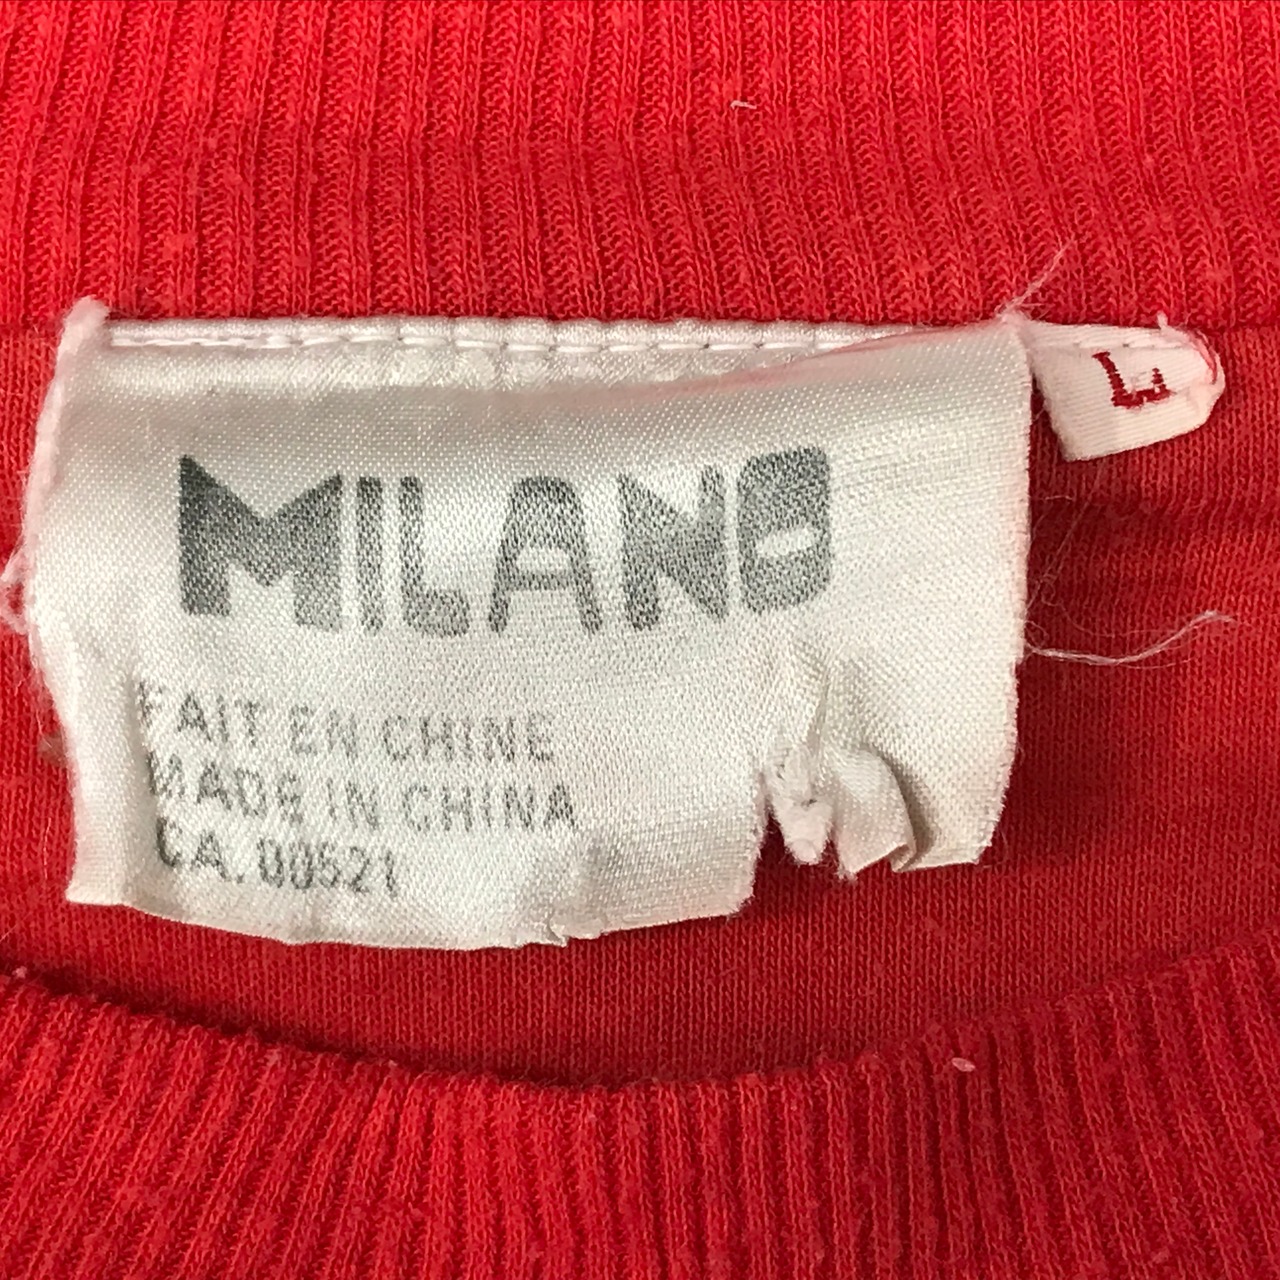 MILANO
L
FAIT EN CHINE
MADE IN CHINA
CA. 00521